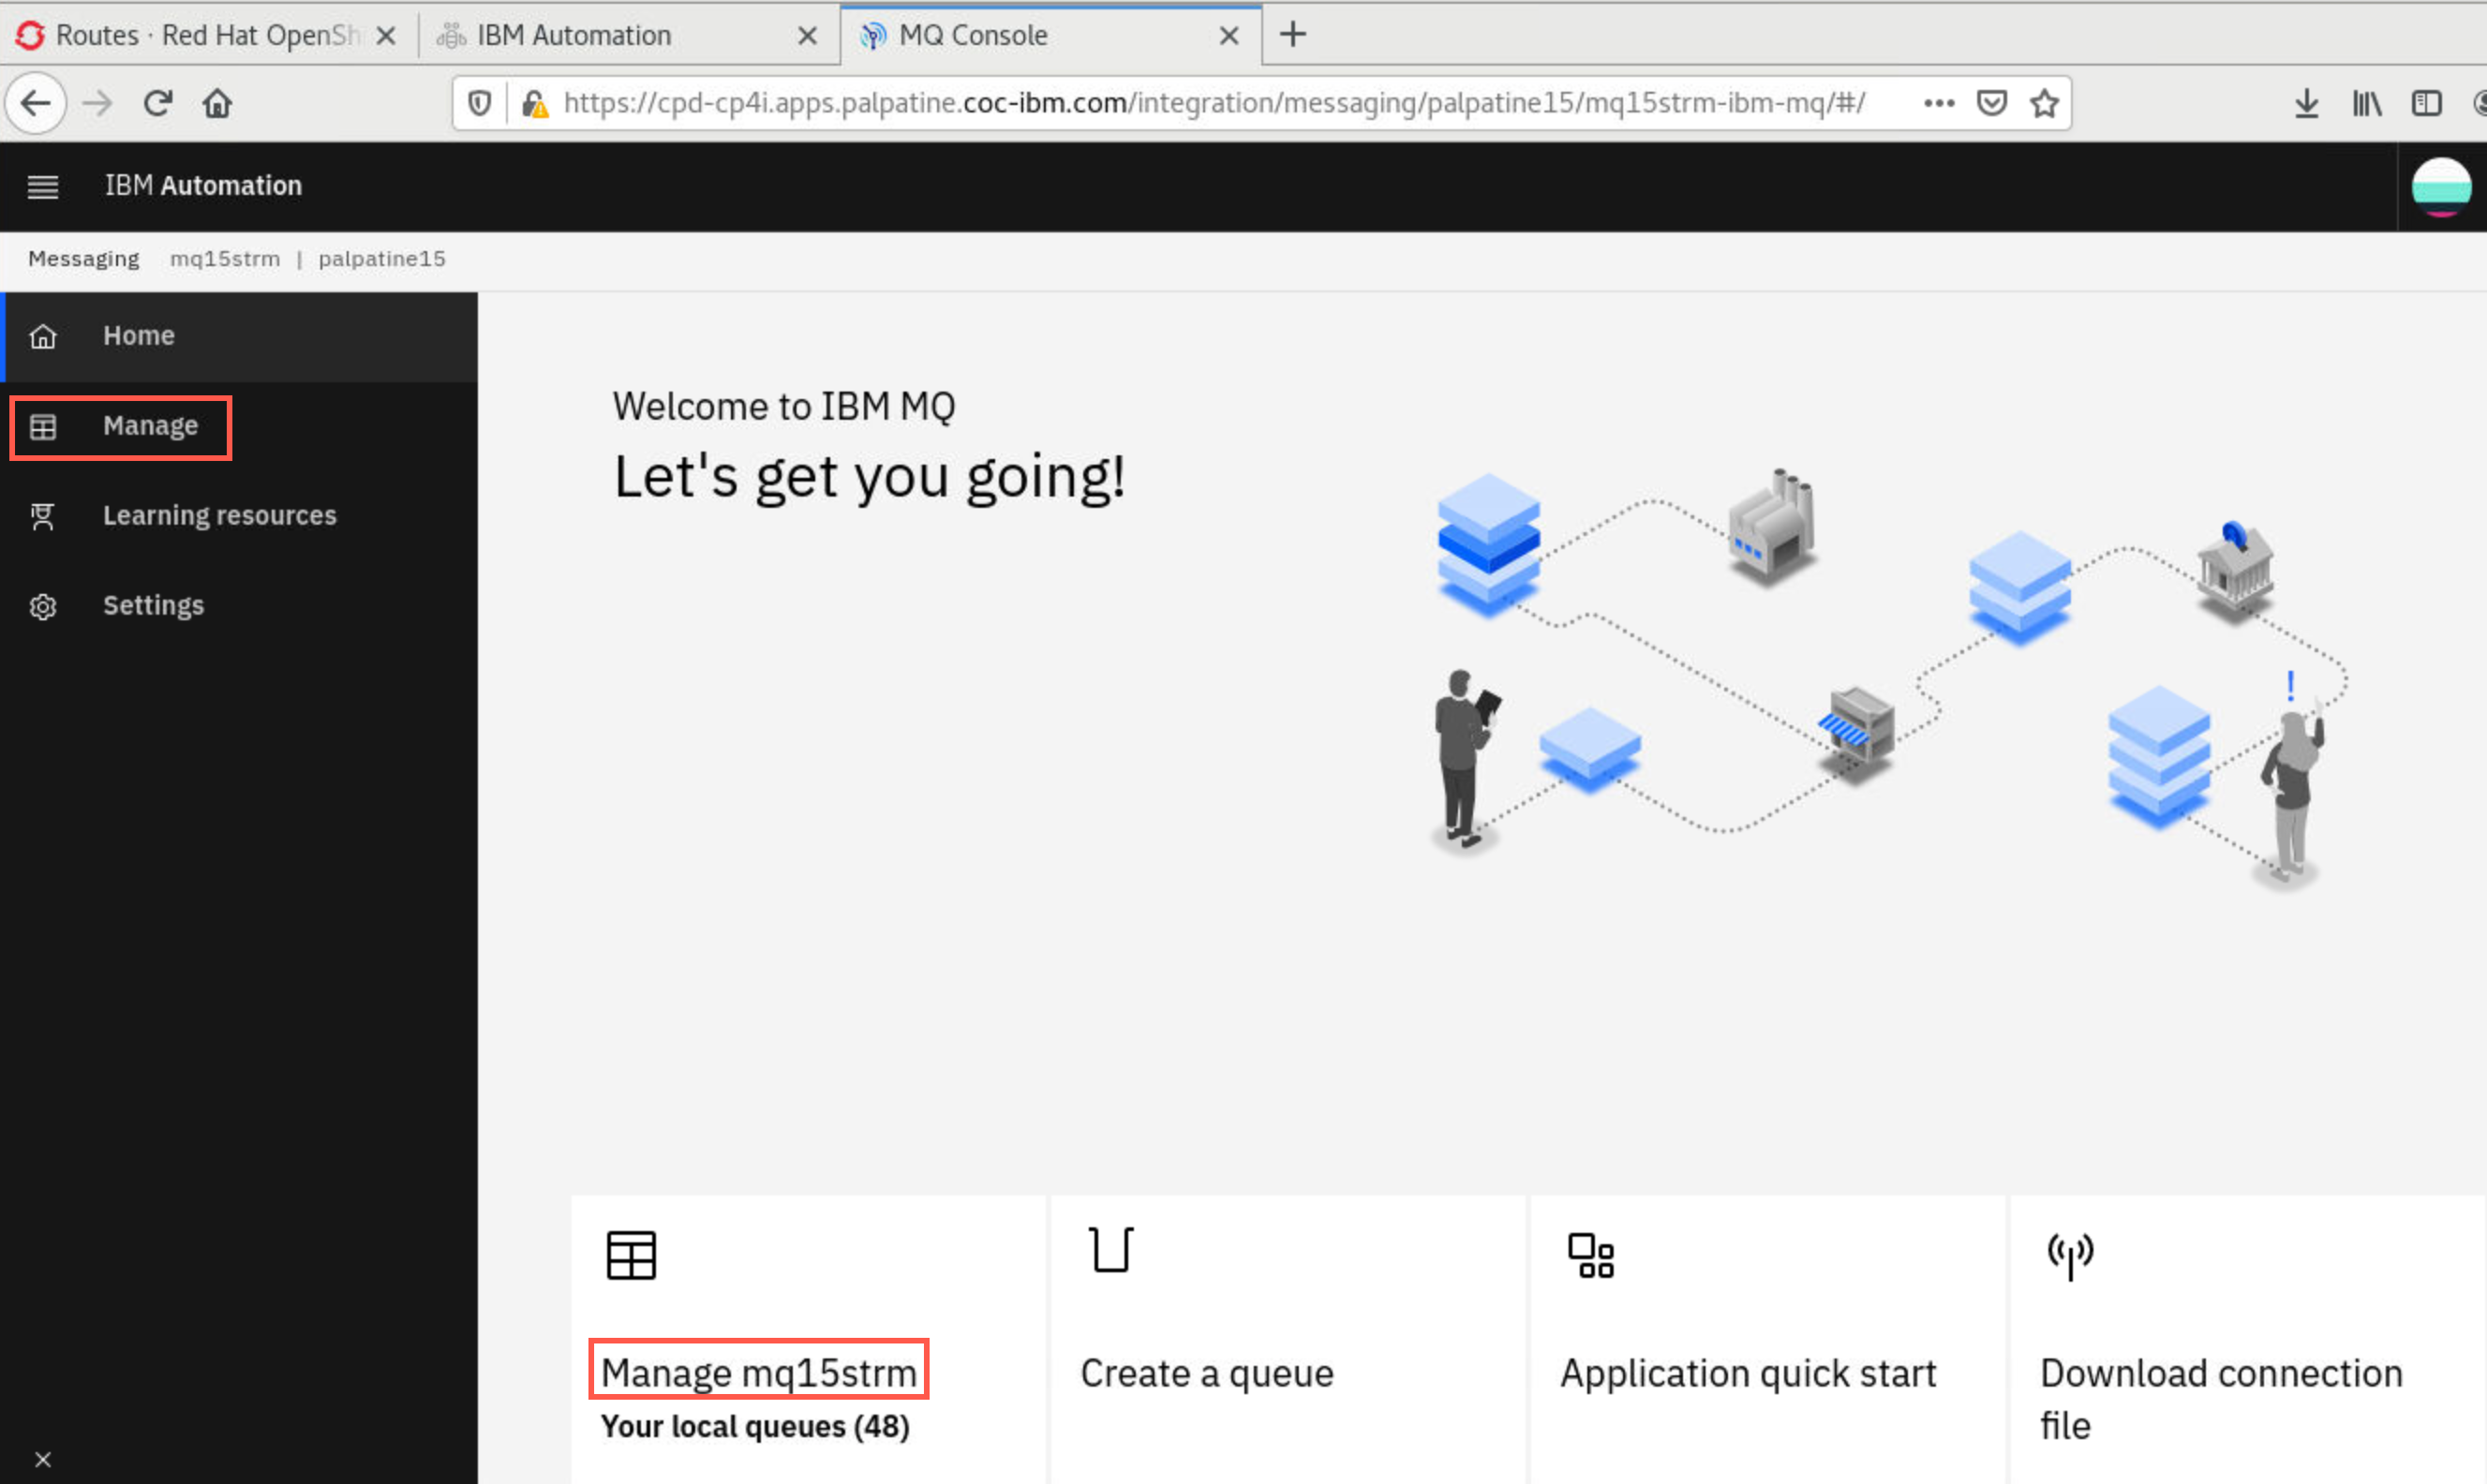 Routes · Red Hat OpenSh
IBM Automation
MQ Console
https://cpd-cp4i.apps.palpatine.coc-ibm.com/integration/messaging/palpatine15/mq15strm-ibm-mq/#/
IBM Automation
Messaging mq15strm | palpatine15
Home
Manage
Learning resources
Settings
Welcome to IBM MQ
Let's get you going!
!
Manage mq15strm
Your local queues (48)
Create a queue
Application quick start
Download connection
file